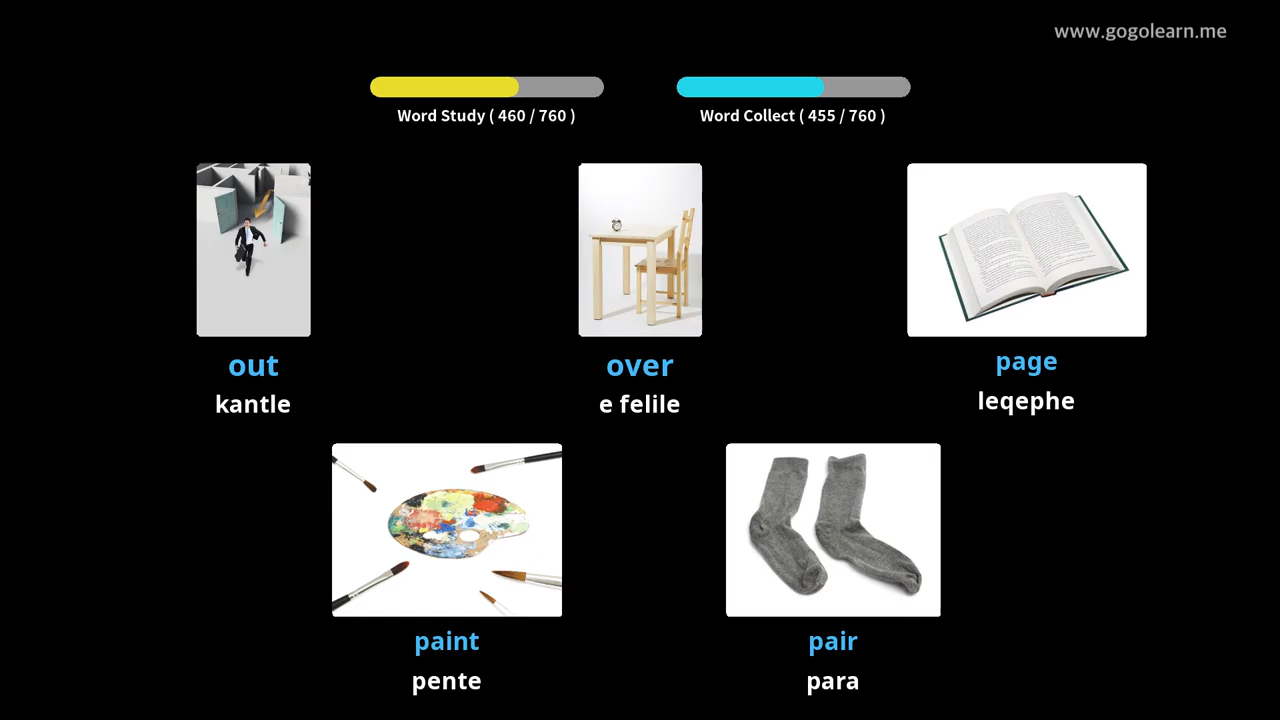 www.gogolearn.me
Word Study ( 460 / 760 )
Word Collect ( 455 / 760 )
out
kantle
over
e felile
page
leqephe
paint
pente
pair
para